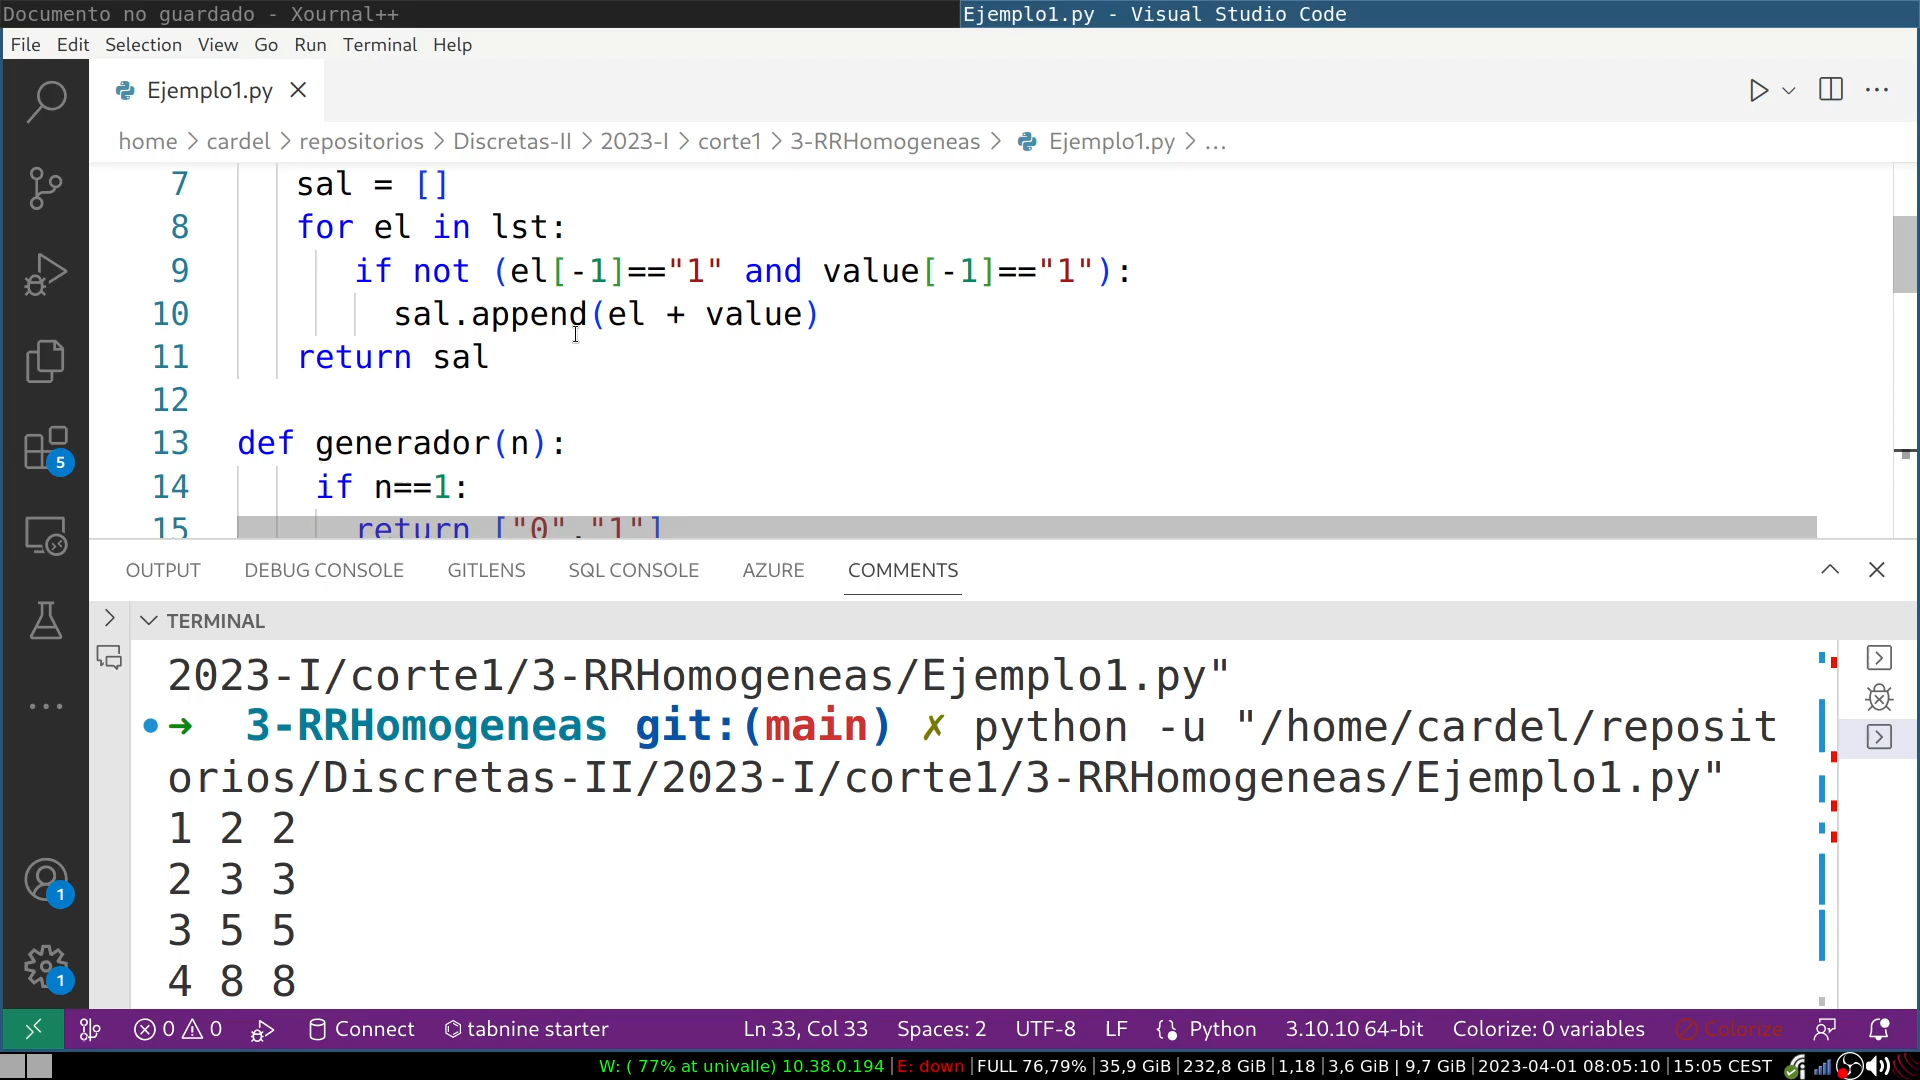 Documento no guardado - Xournal++
Ejemplo1.py - Visual Studio Code
File Edit Selection View Go Run Terminal Help
Ejemplo1.py
home > cardel > repositorios > Discretas-II > 2023-I > corte1 > 3-RRHomogeneas > Ejemplo1.py > ...
7 sal = []
8 for el in lst:
9 if not (el[-1]=="1" and value[-1]=="1"):
10 sal.append(el + value)
11 return sal
12
13 def generador(n):
14 if n==1:
15 return ["0","1"]
5
OUTPUT DEBUG CONSOLE GITLENS SQL CONSOLE AZURE COMMENTS
TERMINAL
2023-I/corte1/3-RRHomogeneas/Ejemplo1.py"
➜ 3-RRHomogeneas git:(main) ✗ python -u "/home/cardel/reposit
orios/Discretas-II/2023-I/corte1/3-RRHomogeneas/Ejemplo1.py"
1 2 2
2 3 3
3 5 5
4 8 8
1
1
0 0 Connect tabnine starter Ln 33, Col 33 Spaces: 2 UTF-8 LF Python 3.10.10 64-bit Colorize: 0 variables Colorize
W: ( 77% at univalle) 10.38.0.194 |E: down|FULL 76,79% |35,9 GiB|232,8 GiB|1,18 |3,6 GiB | 9,7 GiB|2023-04-01 08:05:10 |15:05 CEST